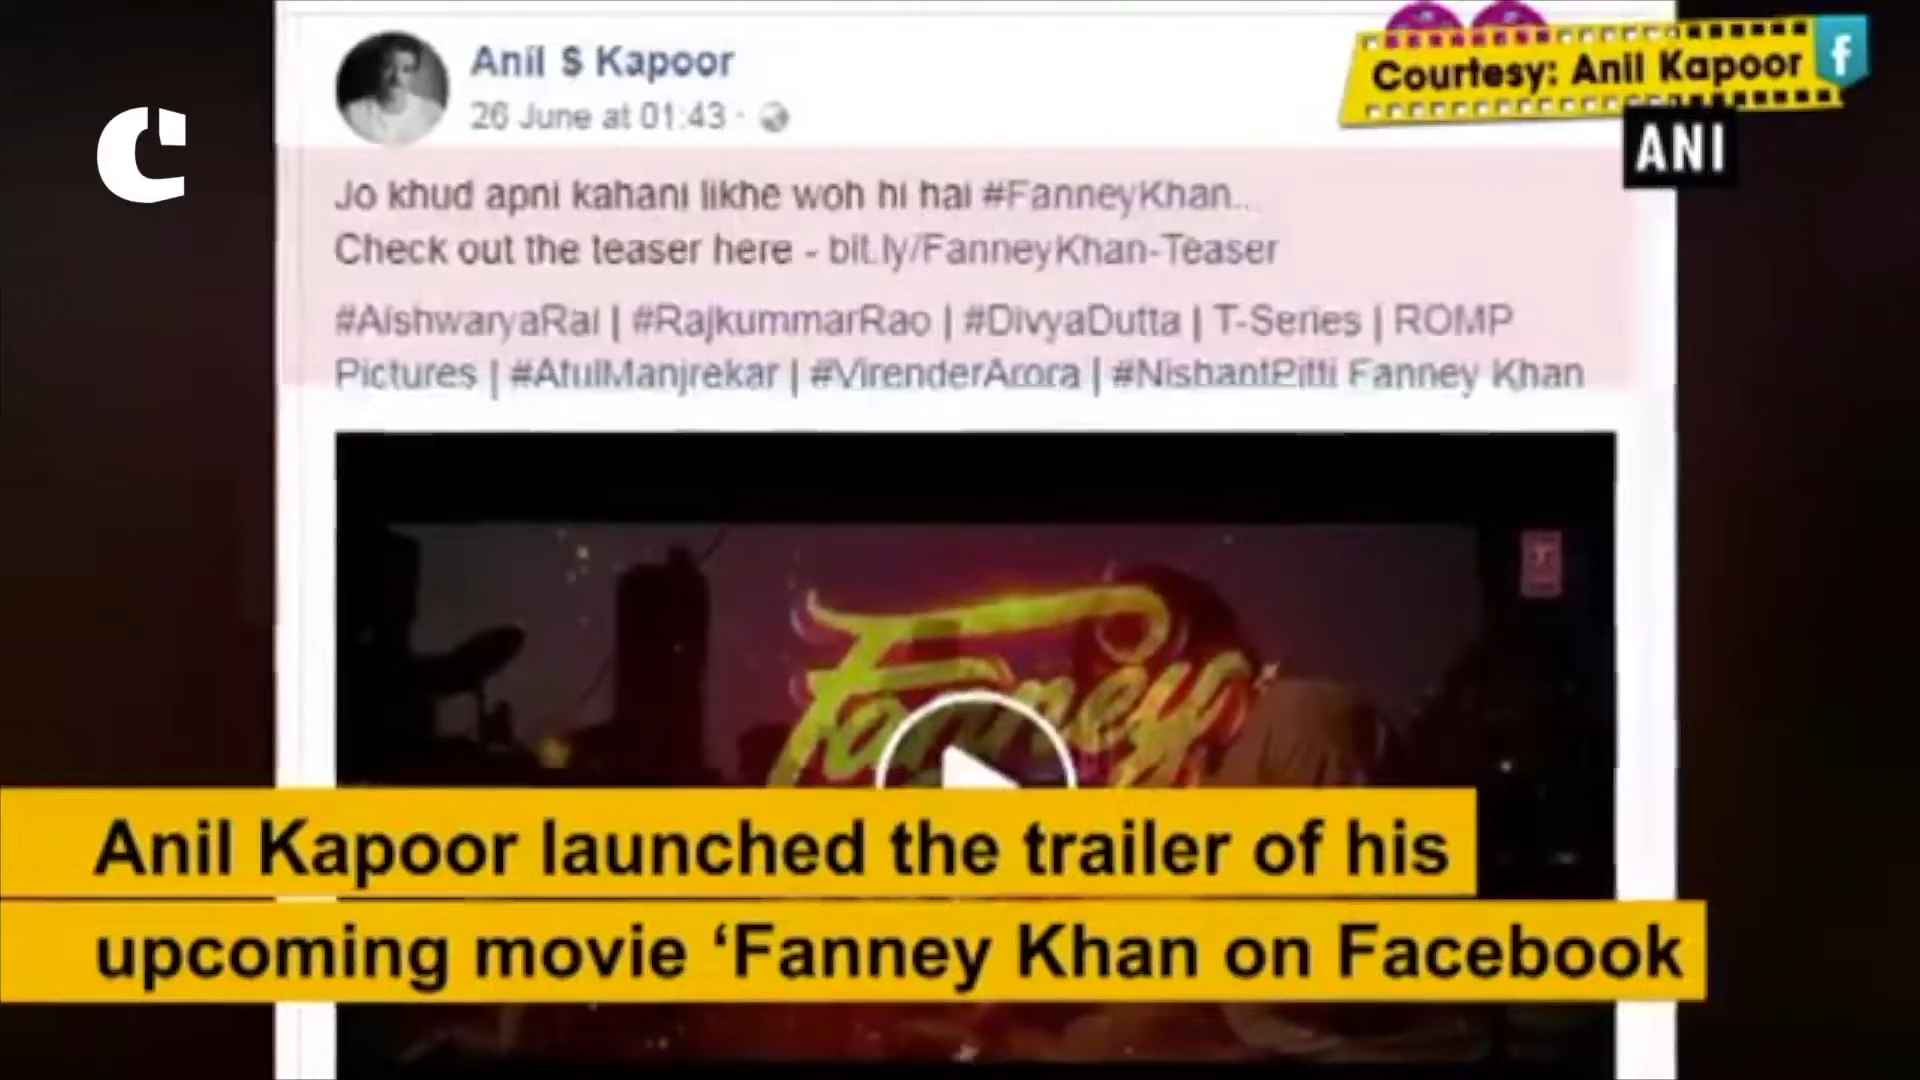 Anil S Kapoor
26 June at 01:43 ·
Courtesy: Anil Kapoor
f
ANI
Jo khud apni kahani likhe woh hi hai #FanneyKhan...
Check out the teaser here - bit.ly/FanneyKhan-Teaser
#AishwaryaRai | #RajkummarRao | #DivyaDutta | T-Series | ROMP
Pictures | #AtulManjrekar | #VirenderArora | #NishantPitti Fanney Khan
T
Fanney
Anil Kapoor launched the trailer of his
upcoming movie ‘Fanney Khan on Facebook